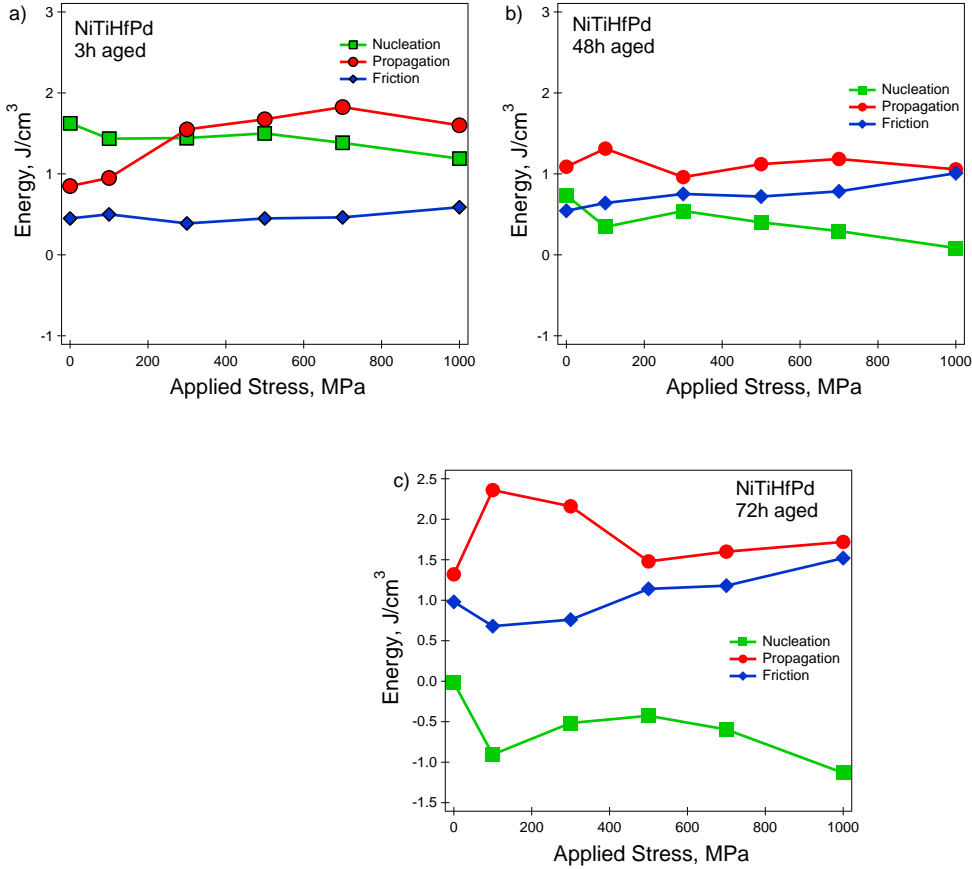 a)
NiTiHfPd
3h aged
Nucleation
Propagation
Friction
3
2
1
0
-1
Energy, J/cm³
0 200 400 600 800 1000
Applied Stress, MPa
b)
NiTiHfPd
48h aged
Nucleation
Propagation
Friction
3
2
1
0
-1
Energy, J/cm³
0 200 400 600 800 1000
Applied Stress, MPa
c)
NiTiHfPd
72h aged
Nucleation
Propagation
Friction
2.5
2.0
1.5
1.0
0.5
0.0
-0.5
-1.0
-1.5
Energy, J/cm³
0 200 400 600 800 1000
Applied Stress, MPa